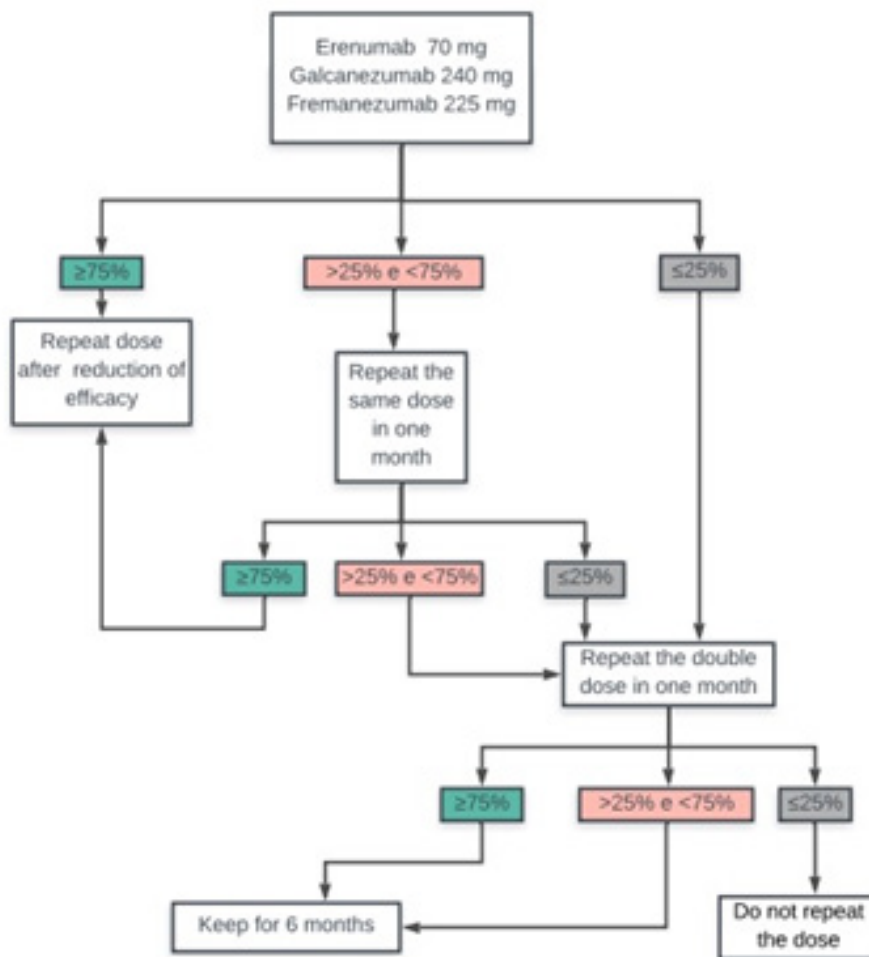 Erenumab 70 mg
Galcanezumab 240 mg
Fremanezumab 225 mg
≥75%
>25% e <75%
≤25%
Repeat dose
after reduction of
efficacy
Repeat the
same dose
in one
month
≥75%
>25% e <75%
≤25%
Repeat the double
dose in one month
≥75%
>25% e <75%
≤25%
Keep for 6 months
Do not repeat
the dose